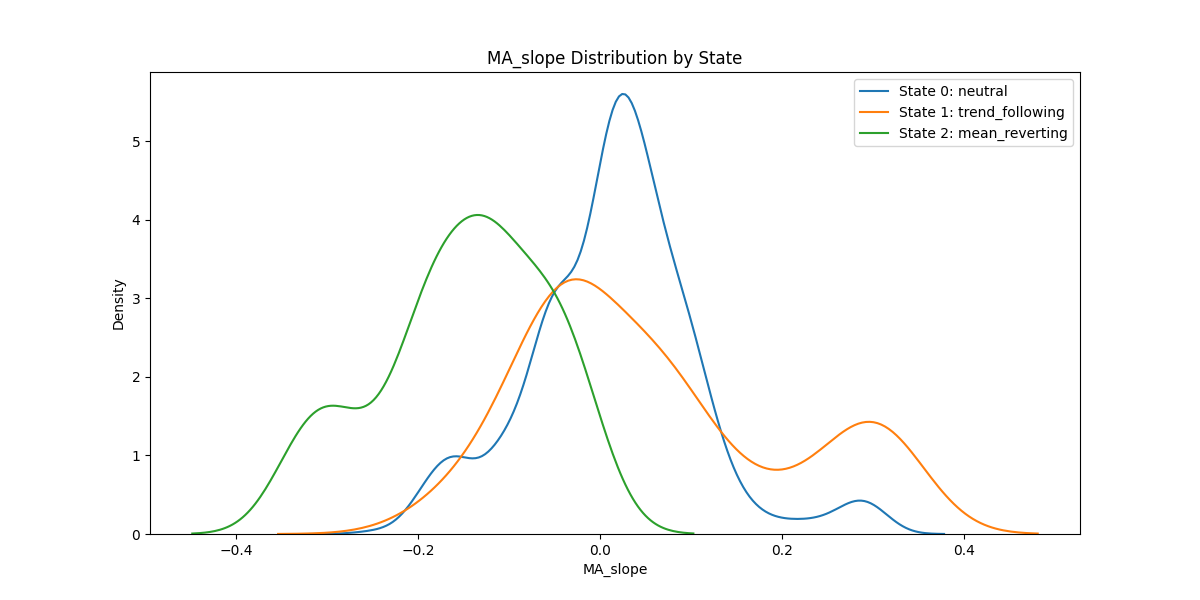 MA_slope Distribution by State
State 0: neutral
State 1: trend_following
State 2: mean_reverting
Density
5
4
3
2
1
0
−0.4
−0.2
0.0
0.2
0.4
MA_slope